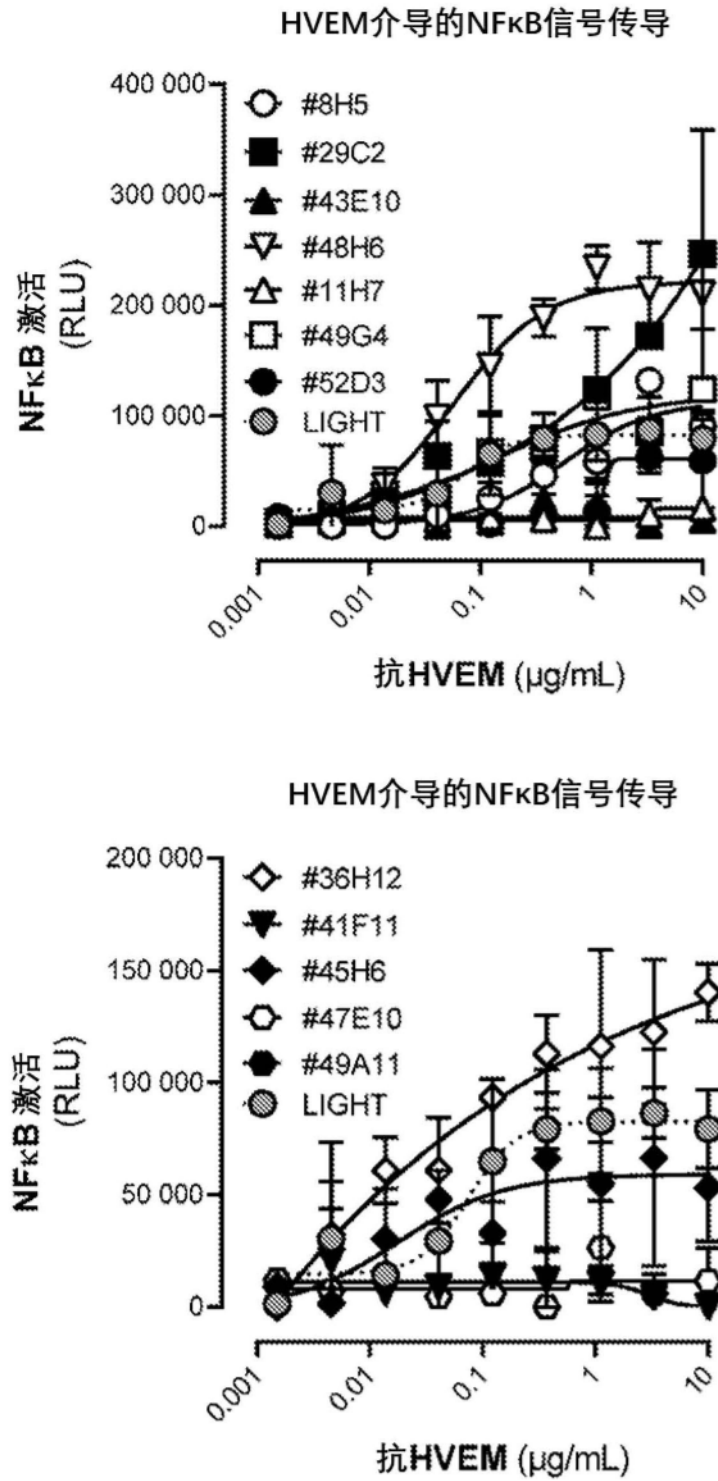 HVEM介导的NFκB信号传导
400 000
300 000
200 000
100 000
0
NFκB 激活
(RLU)
#8H5
#29C2
#43E10
#48H6
#11H7
#49G4
#52D3
LIGHT
0.001
0.01
0.1
1
10
抗HVEM (µg/mL)
HVEM介导的NFκB信号传导
200 000
150 000
100 000
50 000
0
NFκB 激活
(RLU)
#36H12
#41F11
#45H6
#47E10
#49A11
LIGHT
0.001
0.01
0.1
1
10
抗HVEM (µg/mL)